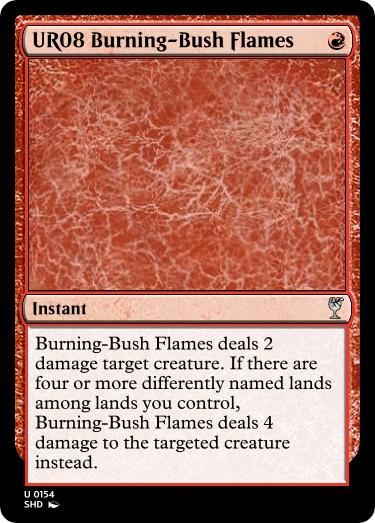 UR08 Burning-Bush Flames
Instant
Burning-Bush Flames deals 2
damage target creature. If there are
four or more differently named lands
among lands you control,
Burning-Bush Flames deals 4
damage to the targeted creature
instead.
U 0154
SHD